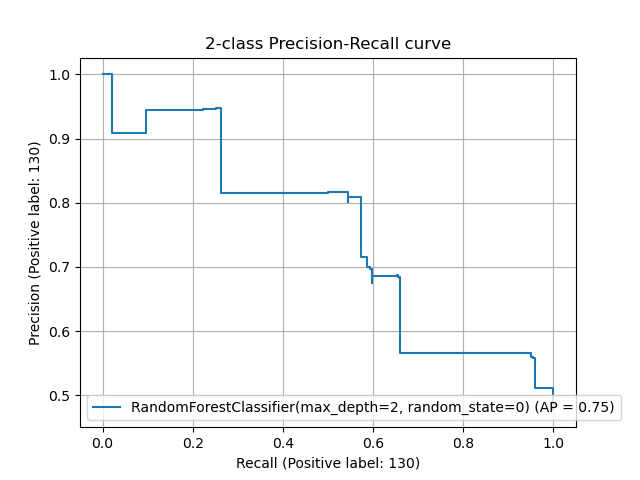 2-class Precision-Recall curve
1.0
0.9
0.8
0.7
0.6
0.5
Precision (Positive label: 130)
RandomForestClassifier(max_depth=2, random_state=0) (AP = 0.75)
0.0 0.2 0.4 0.6 0.8 1.0
Recall (Positive label: 130)